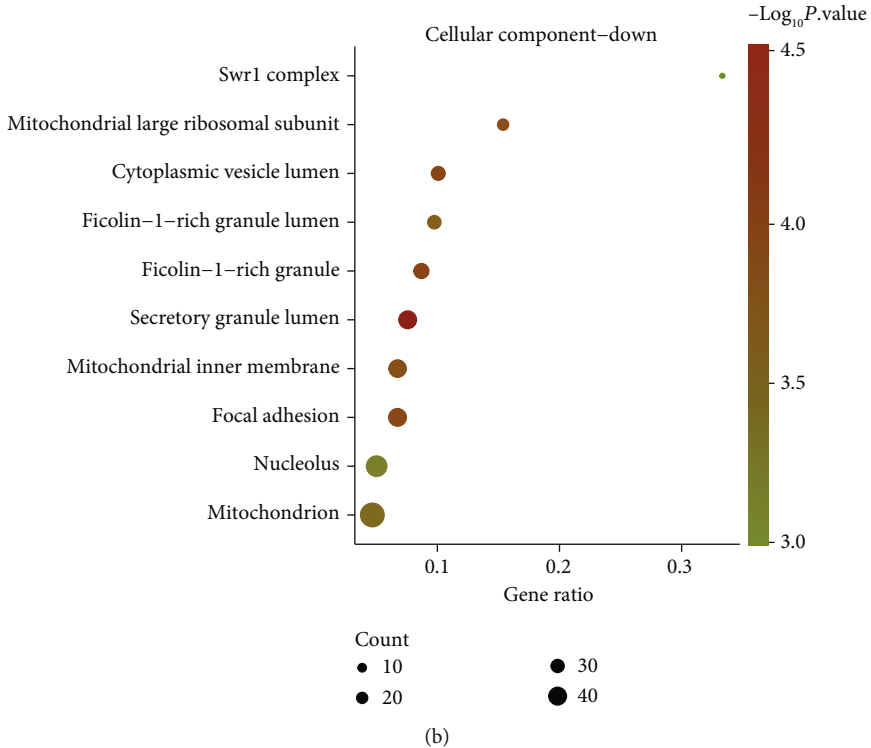 −Log10P.value
Cellular component−down
Swr1 complex
Mitochondrial large ribosomal subunit
Cytoplasmic vesicle lumen
Ficolin−1−rich granule lumen
Ficolin−1−rich granule
Secretory granule lumen
Mitochondrial inner membrane
Focal adhesion
Nucleolus
Mitochondrion
4.5
4.0
3.5
3.0
0.1 0.2 0.3
Gene ratio
Count
10 30
20 40
(b)